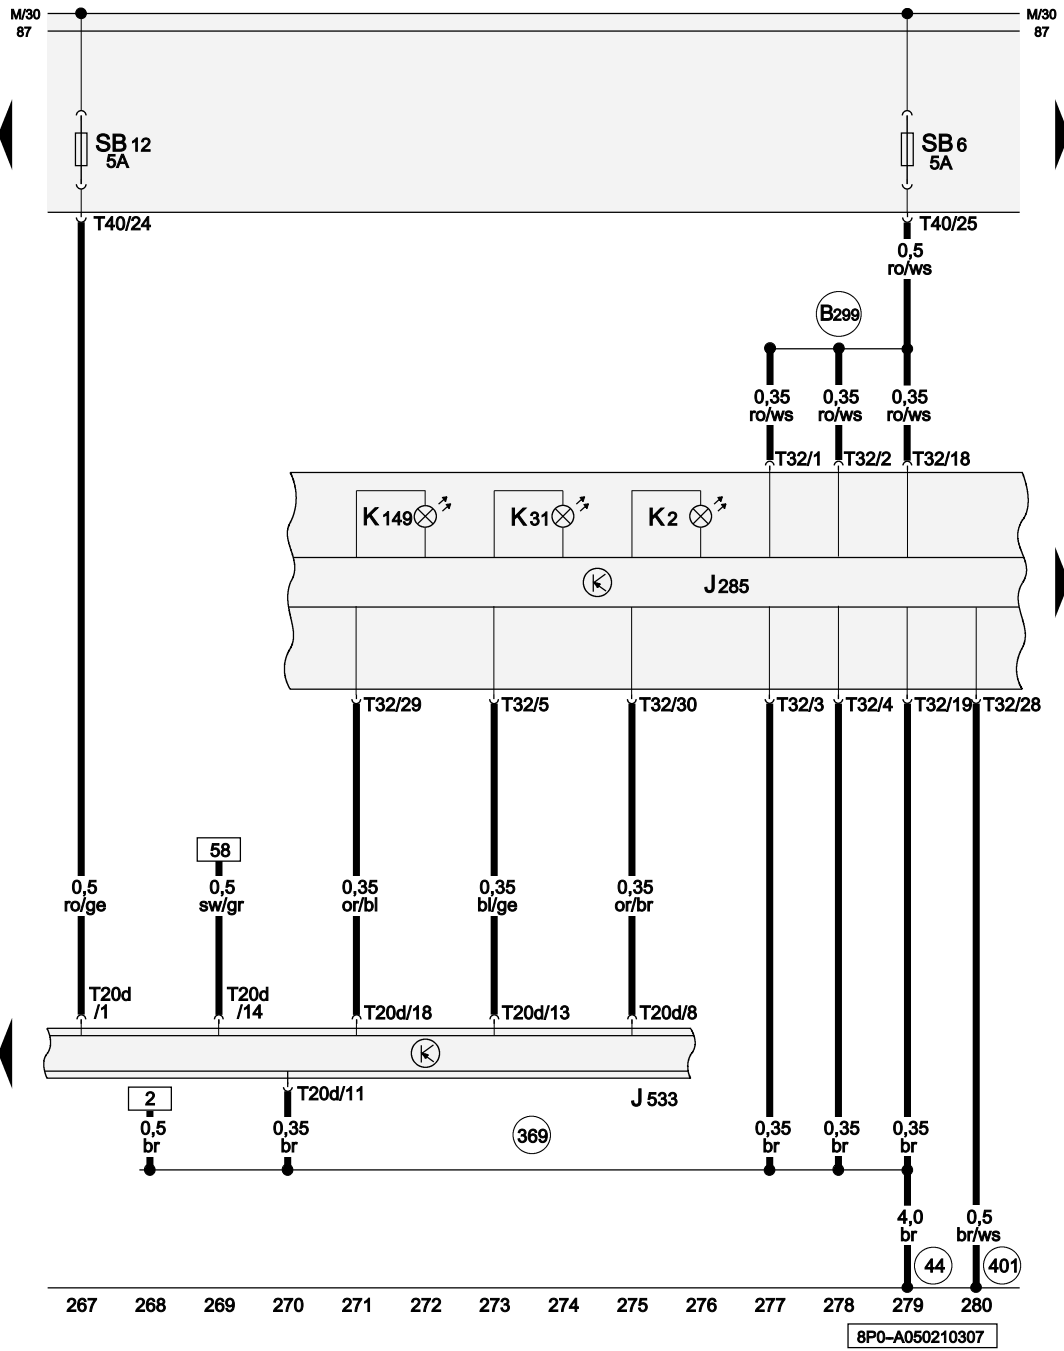 M/30
87
M/30
87
SB 12
5A
SB 6
5A
T40/24
T40/25
0,5
ro/ws
B299
0,35
ro/ws
0,35
ro/ws
0,35
ro/ws
T32/1
T32/2
T32/18
K149
K31
K2
J285
T32/29
T32/5
T32/30
T32/3
T32/4
T32/19
T32/28
58
0,5
ro/ge
0,5
sw/gr
0,35
or/bl
0,35
bl/ge
0,35
or/br
T20d
/1
T20d
/14
T20d/18
T20d/13
T20d/8
T20d/11
J 533
2
0,5
br
0,35
br
369
0,35
br
0,35
br
0,35
br
4,0
br
0,5
br/ws
44
401
267 268 269 270 271 272 273 274 275 276 277 278 279 280
8P0-A050210307